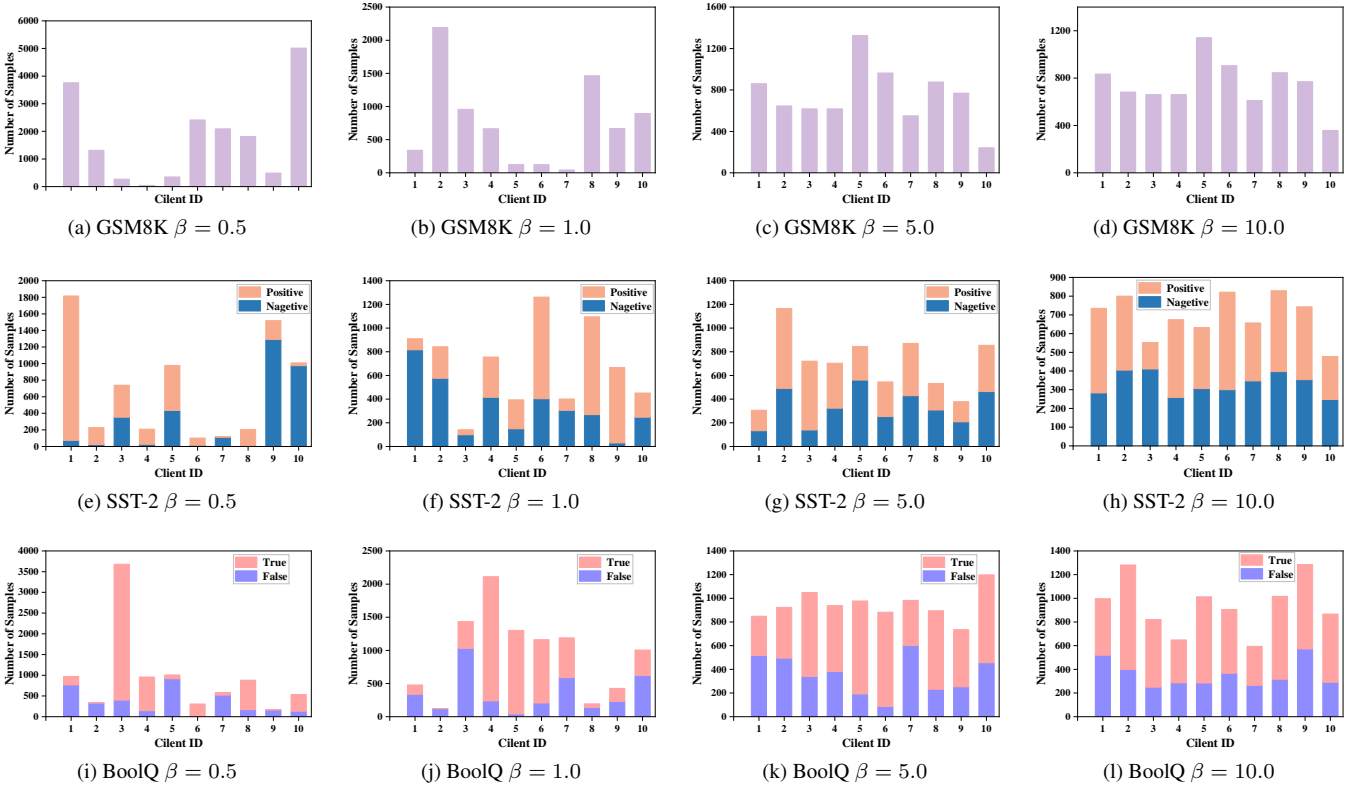 6000
5000
4000
3000
2000
1000
0
Number of Samples
Cilent ID
(a) GSM8K β = 0.5
2500
2000
1500
1000
500
0
Number of Samples
1 2 3 4 5 6 7 8 9 10
Cilent ID
(b) GSM8K β = 1.0
1600
1200
800
400
0
Number of Samples
1 2 3 4 5 6 7 8 9 10
Cilent ID
(c) GSM8K β = 5.0
1200
800
400
0
Number of Samples
1 2 3 4 5 6 7 8 9 10
Cilent ID
(d) GSM8K β = 10.0
2000
1800
1600
1400
1200
1000
800
600
400
200
0
Number of Samples
Positive
Nagetive
1 2 3 4 5 6 7 8 9 10
Client ID
(e) SST-2 β = 0.5
1400
1200
1000
800
600
400
200
0
Number of Samples
Positive
Nagetive
1 2 3 4 5 6 7 8 9 10
Client ID
(f) SST-2 β = 1.0
1400
1200
1000
800
600
400
200
0
Number of Samples
Positive
Nagetive
1 2 3 4 5 6 7 8 9 10
Client ID
(g) SST-2 β = 5.0
900
800
700
600
500
400
300
200
100
0
Number of Samples
Positive
Nagetive
1 2 3 4 5 6 7 8 9 10
Client ID
(h) SST-2 β = 10.0
4000
3500
3000
2500
2000
1500
1000
500
0
Number of Samples
True
False
1 2 3 4 5 6 7 8 9 10
Cilent ID
(i) BoolQ β = 0.5
2500
2000
1500
1000
500
0
Number of Samples
True
False
1 2 3 4 5 6 7 8 9 10
Cilent ID
(j) BoolQ β = 1.0
1400
1200
1000
800
600
400
200
0
Number of Samples
True
False
1 2 3 4 5 6 7 8 9 10
Cilent ID
(k) BoolQ β = 5.0
1400
1200
1000
800
600
400
200
0
Number of Samples
True
False
1 2 3 4 5 6 7 8 9 10
Cilent ID
(l) BoolQ β = 10.0